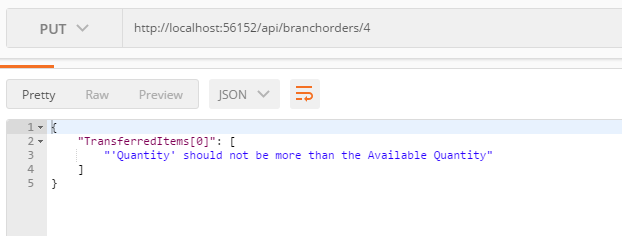 PUT http://localhost:56152/api/branchorders/4
Pretty Raw Preview JSON
1 {
2 "TransferredItems[0]": [
3 "'Quantity' should not be more than the Available Quantity"
4 ]
5 }